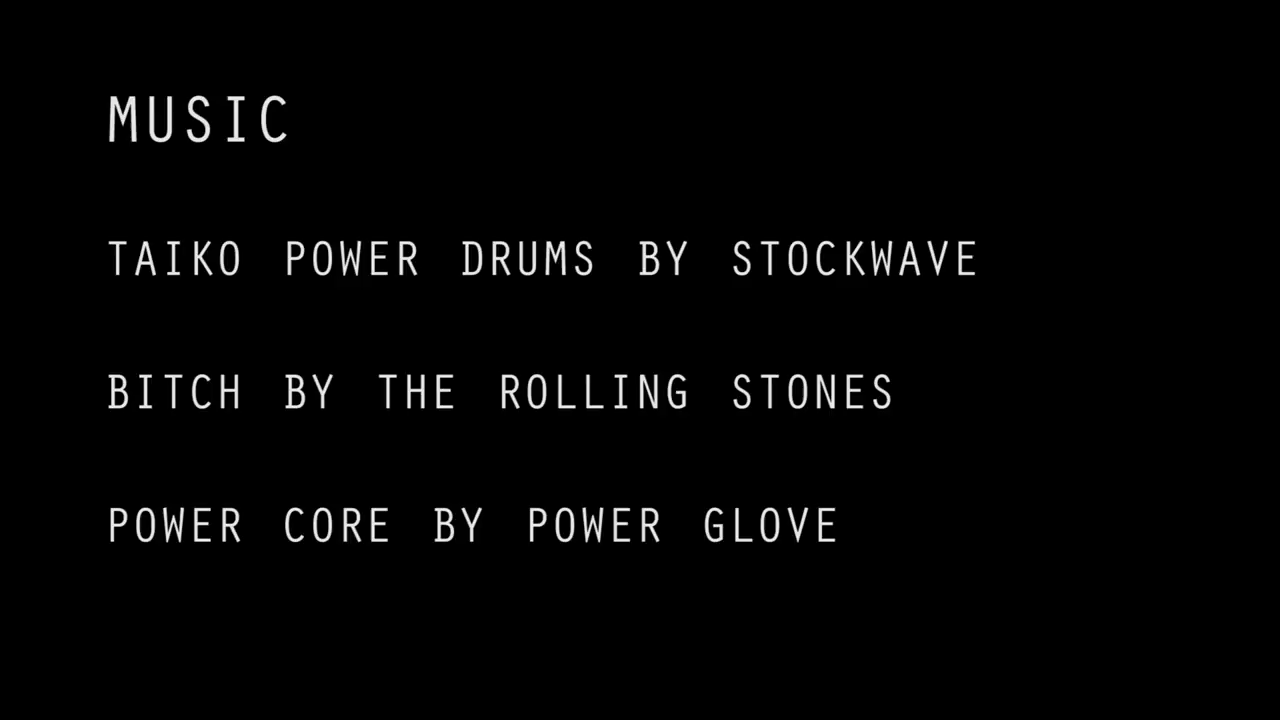 MUSIC
TAIKO POWER DRUMS BY STOCKWAVE
BITCH BY THE ROLLING STONES
POWER CORE BY POWER GLOVE